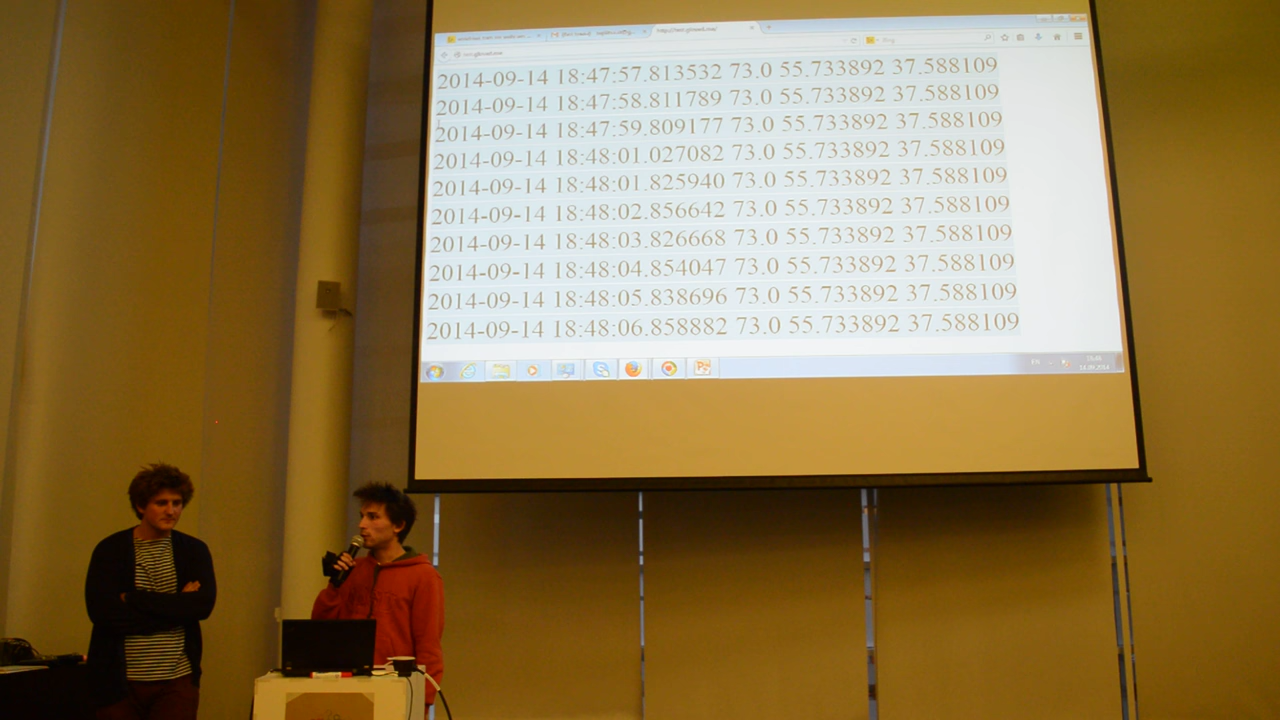 2014-09-14 18:47:57.813532 73.0 55.733892 37.588109
2014-09-14 18:47:58.811789 73.0 55.733892 37.588109
2014-09-14 18:47:59.809177 73.0 55.733892 37.588109
2014-09-14 18:48:01.027082 73.0 55.733892 37.588109
2014-09-14 18:48:01.825940 73.0 55.733892 37.588109
2014-09-14 18:48:02.856642 73.0 55.733892 37.588109
2014-09-14 18:48:03.826668 73.0 55.733892 37.588109
2014-09-14 18:48:04.854047 73.0 55.733892 37.588109
2014-09-14 18:48:05.838696 73.0 55.733892 37.588109
2014-09-14 18:48:06.858882 73.0 55.733892 37.588109
EN
14.09.2014